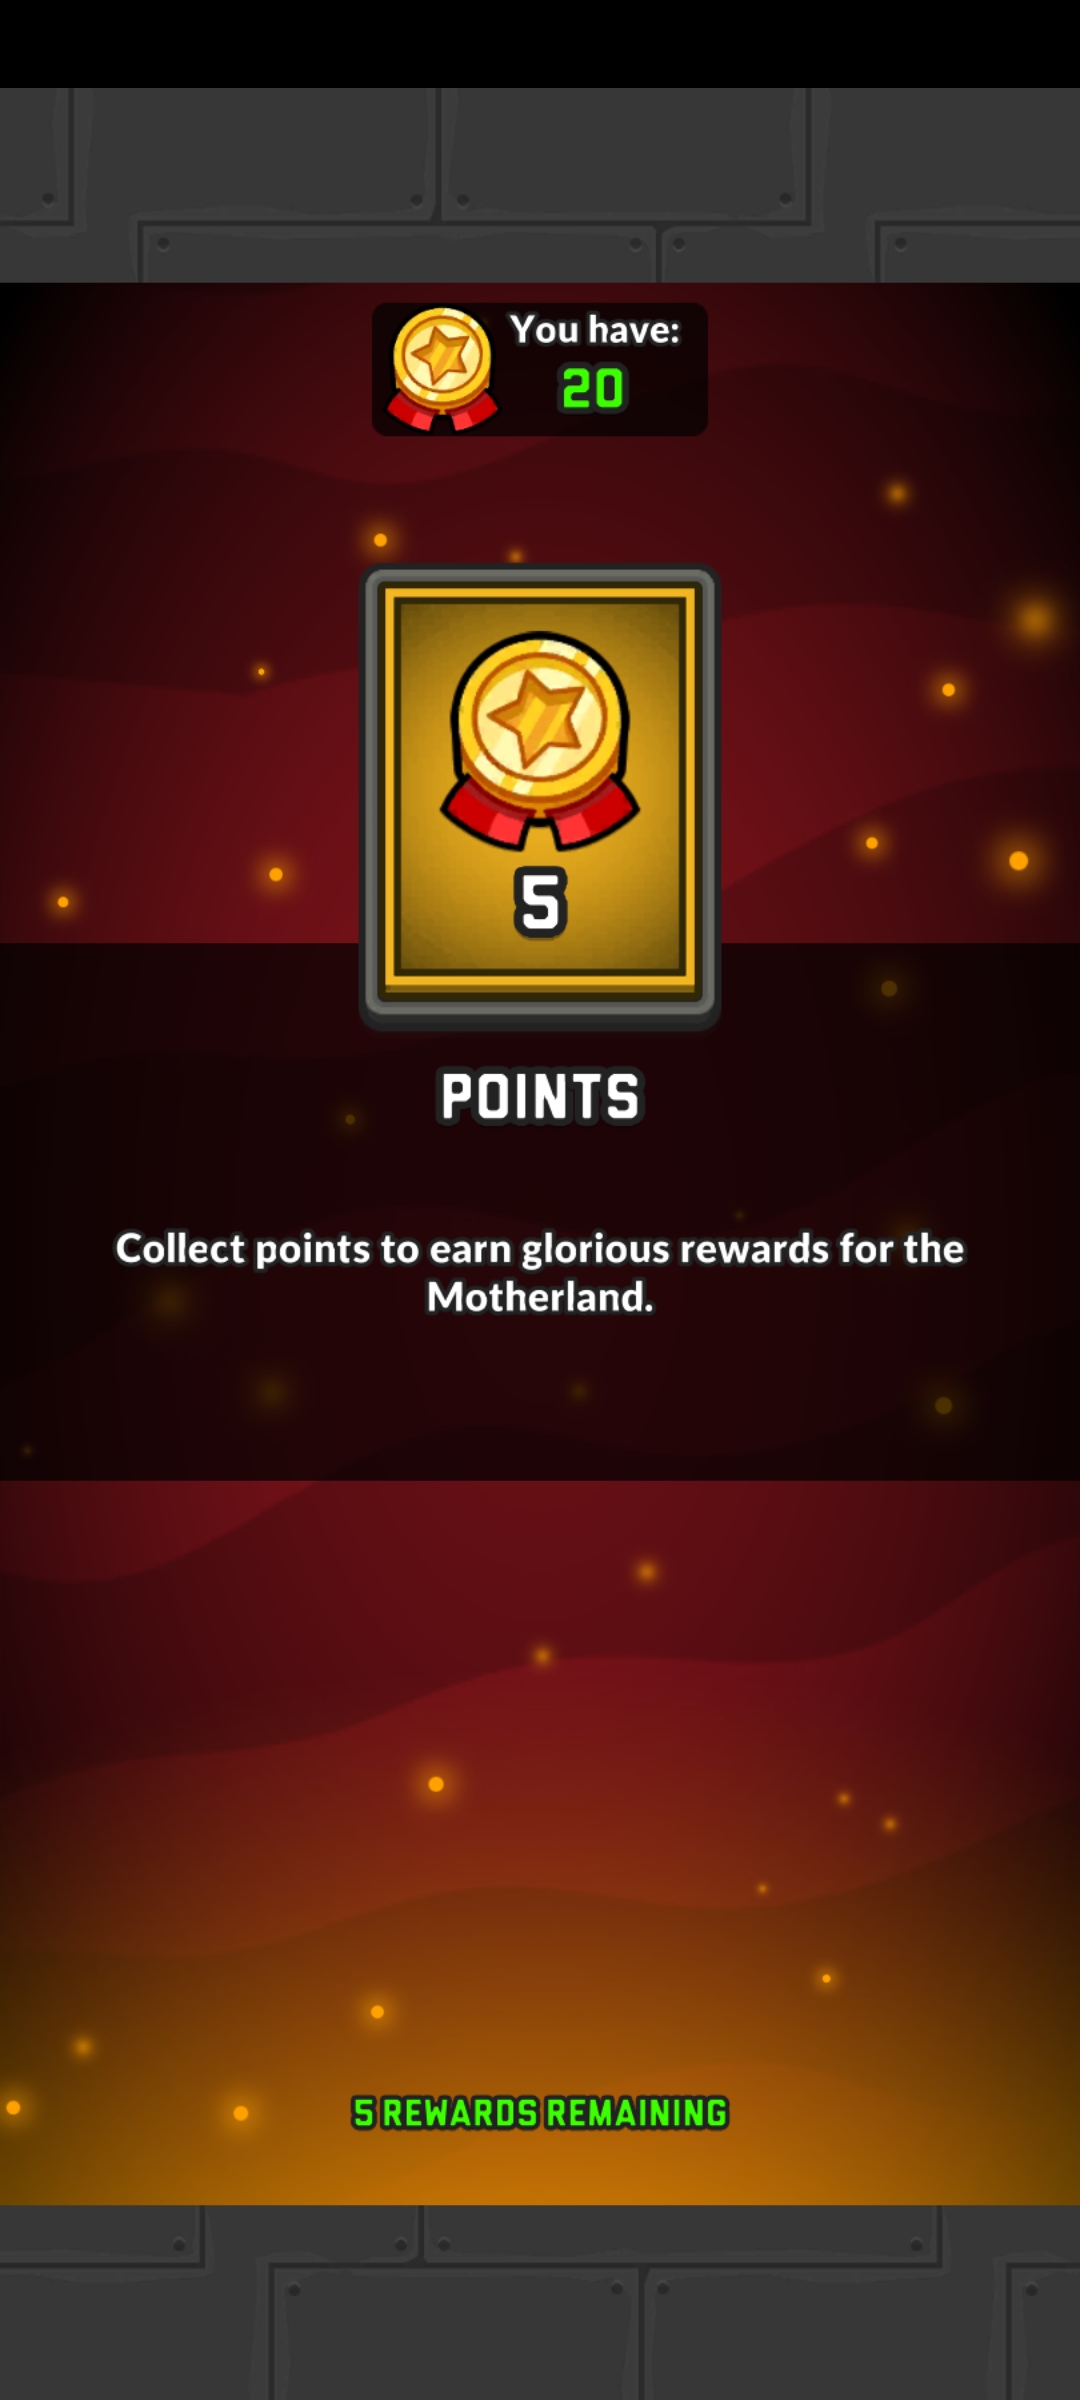 You have:
20
5
POINTS
Collect points to earn glorious rewards for the
Motherland.
5 REWARDS REMAINING